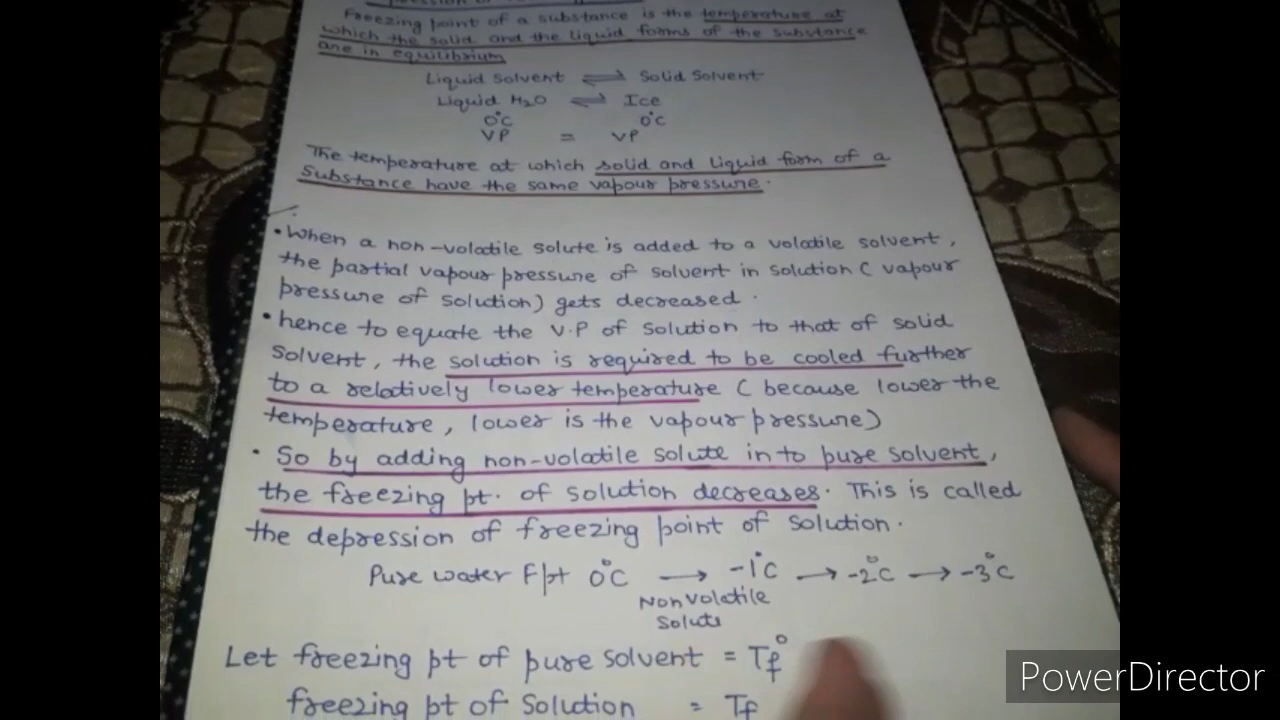 Freezing point of a substance is the temperature at
which the solid and the liquid forms of the substance
are in equilibrium
Liquid Solvent ⇌ Solid Solvent
Liquid H₂O ⇌ Ice
0°C 0°C
VP = VP
The temperature at which solid and liquid form of a
substance have the same vapour pressure.
• When a non-volatile solute is added to a volatile solvent,
the partial vapour pressure of solvent in solution ( vapour
pressure of solution) gets decreased.
• hence to equate the V.P of solution to that of solid
solvent, the solution is required to be cooled further
to a relatively lower temperature ( because lower the
temperature, lower is the vapour pressure)
• So by adding non-volatile solute in to pure solvent,
the freezing pt. of solution decreases. This is called
the depression of freezing point of solution.
Pure water F pt 0°C → -1°C → -2°C → -3°C
Non volatile
Solute
Let freezing pt of pure solvent = Tf°
freezing pt of Solution = Tf
PowerDirector